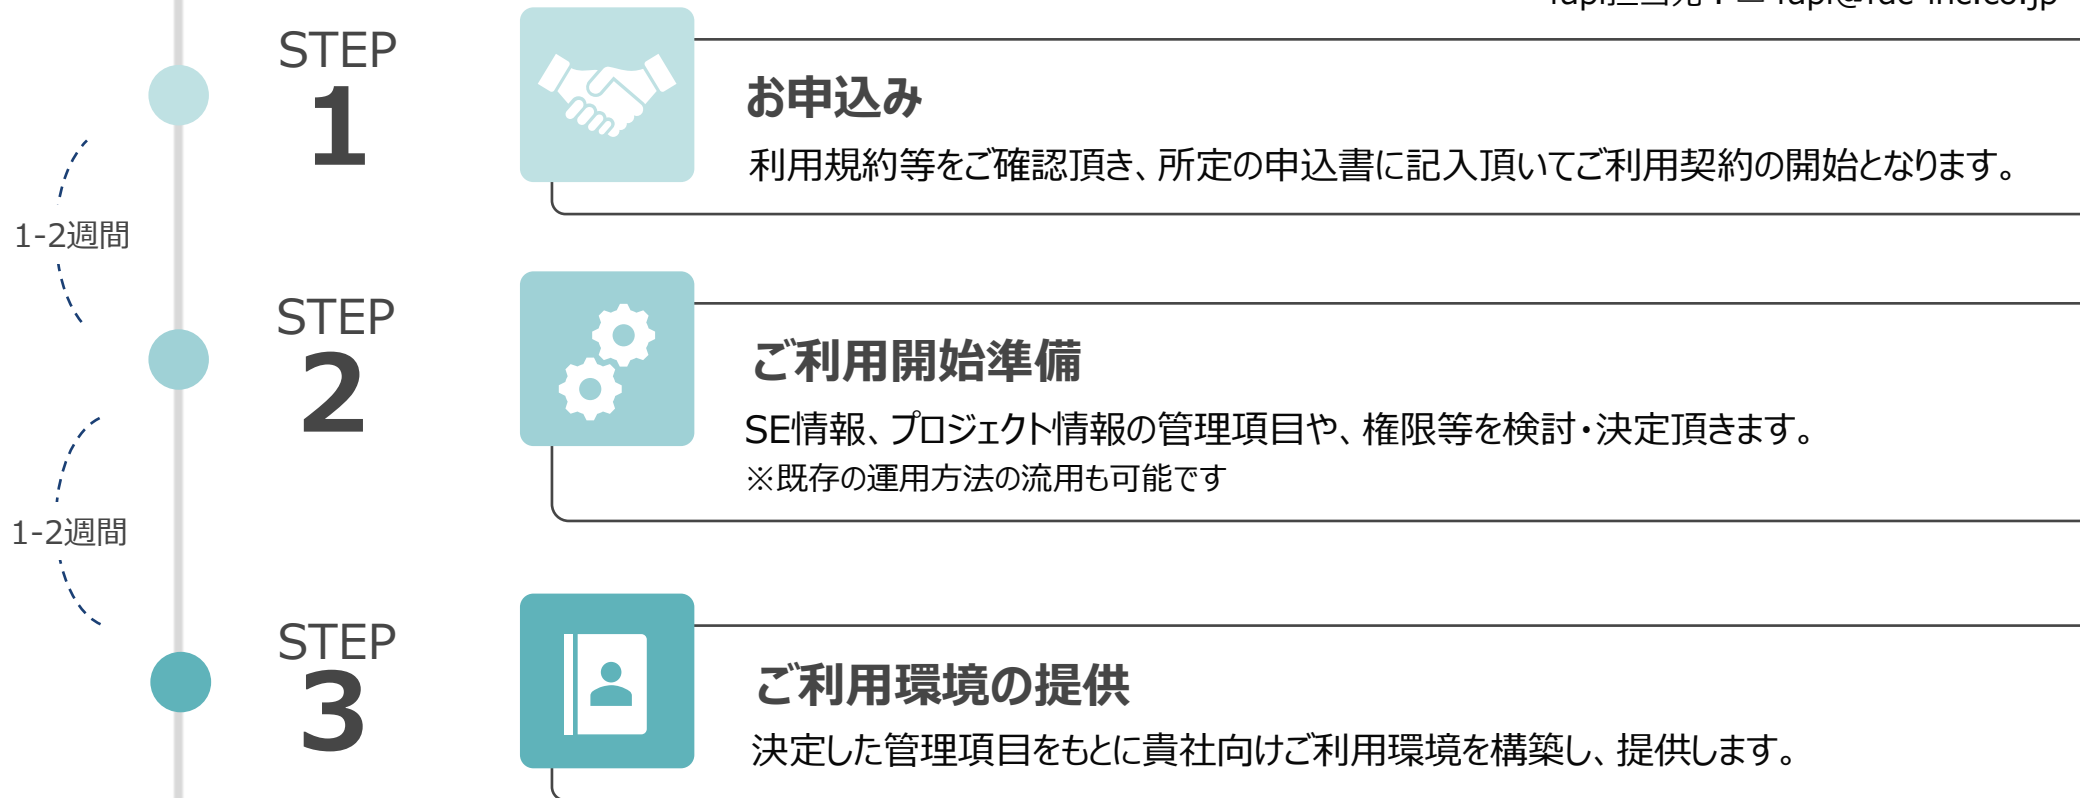 STEP
1
お申込み
利用規約等をご確認頂き、所定の申込書に記入頂いてご利用契約の開始となります。
1-2週間
STEP
2
ご利用開始準備
SE情報、プロジェクト情報の管理項目や、権限等を検討・決定頂きます。
※既存の運用方法の流用も可能です
1-2週間
STEP
3
ご利用環境の提供
決定した管理項目をもとに貴社向けご利用環境を構築し、提供します。